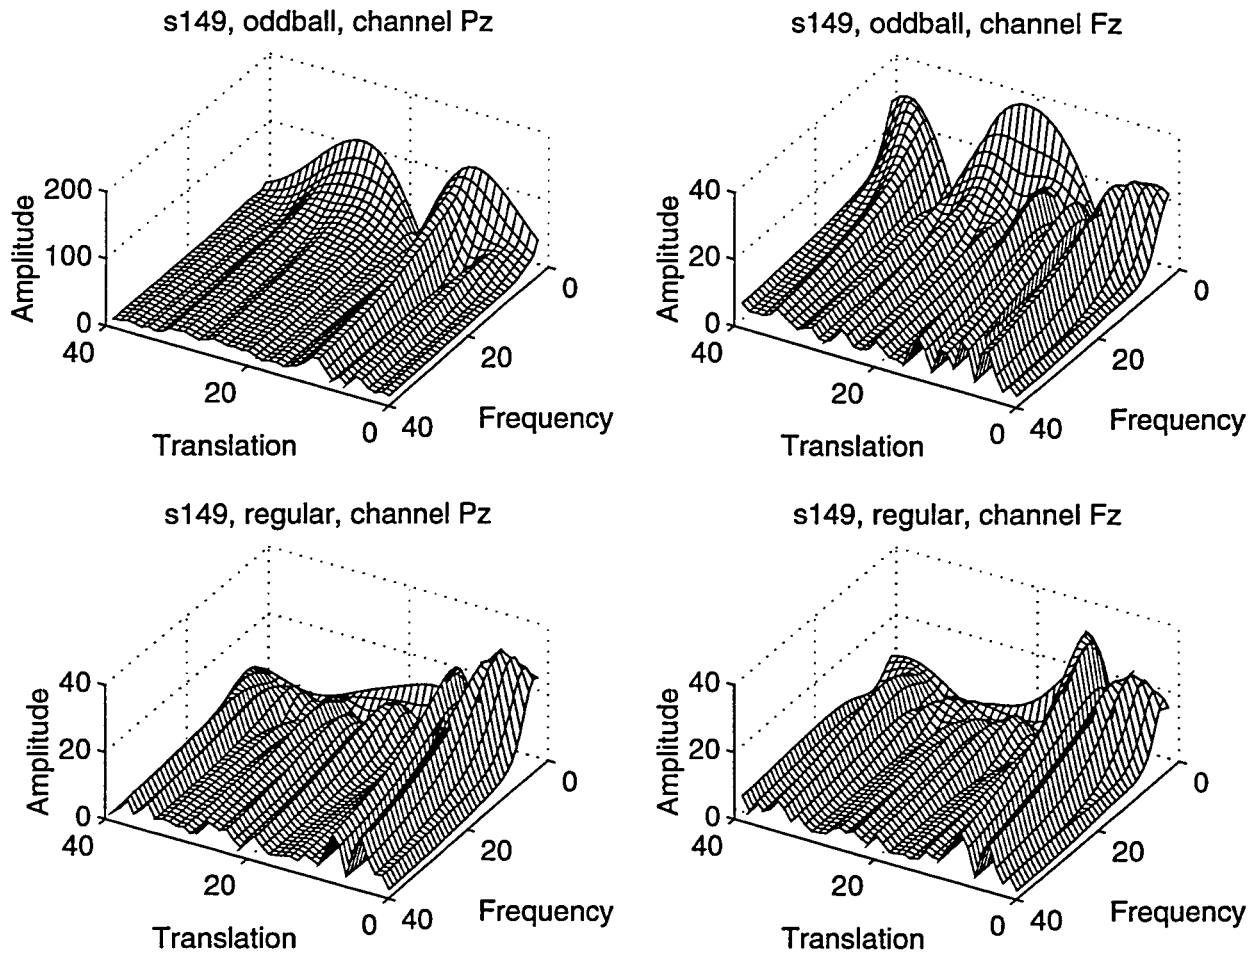 s149, oddball, channel Pz
200
100
0
Amplitude
40
20
0
Translation
0
20
40
Frequency
s149, oddball, channel Fz
40
20
0
Amplitude
40
20
0
Translation
0
20
40
Frequency
s149, regular, channel Pz
40
20
0
Amplitude
40
20
0
Translation
0
20
40
Frequency
s149, regular, channel Fz
40
20
0
Amplitude
40
20
0
Translation
0
20
40
Frequency